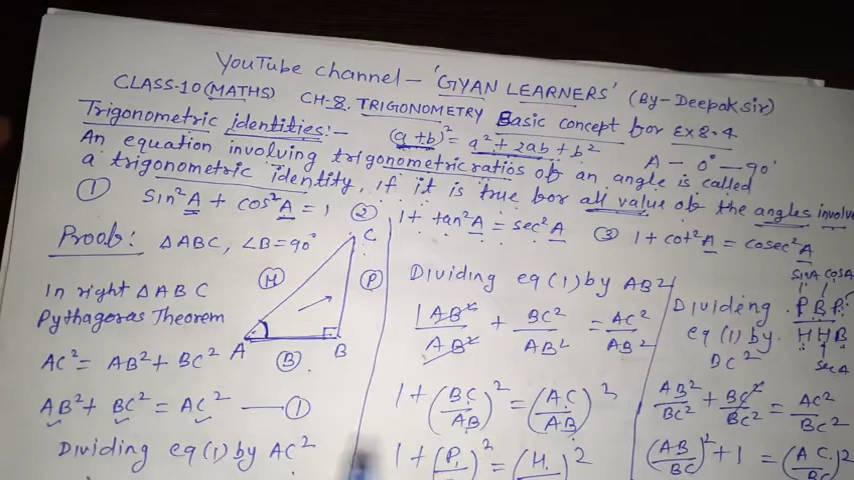 YouTube channel - 'GYAN LEARNERS' (By-Deepak sir)
CLASS-10 (MATHS) CH-8. TRIGONOMETRY Basic concept for Ex 8.4
Trigonometric identities:- (a+b)² = a²+2ab+b² A - 0°—90°
An equation involving trigonometric ratios of an angle is called
a trigonometric identity, if it is true for all value of the angles involve
① sin²A + cos²A = 1, ② 1 + tan²A = sec²A ③ 1 + cot²A = cosec²A
Proof: ΔABC, ∠B=90°
C
H
P
A
B
B
In right ΔABC
Pythagoras Theorem
AC² = AB² + BC²
AB² + BC² = AC² — ①
Dividing eq(1) by AC²
Dividing eq(1) by AB²
AB²/AB² + BC²/AB² = AC²/AB²
1 + (BC/AB)² = (AC/AB)²
1 + (P/ )² = (H/ )²
SinA CosA
P B P
H H B
SecA
Dividing
eq(1) by
BC²
AB²/BC² + BC²/BC² = AC²/BC²
(AB/BC)² + 1 = (AC/BC)²